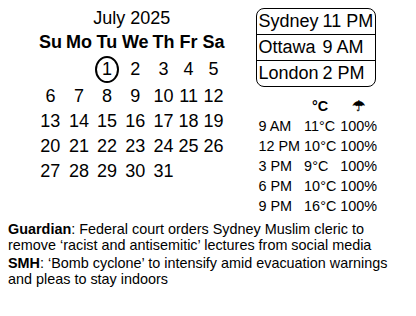 July 2025
Su Mo Tu We Th Fr Sa
1 2 3 4 5
6 7 8 9 10 11 12
13 14 15 16 17 18 19
20 21 22 23 24 25 26
27 28 29 30 31
Sydney 11 PM
Ottawa 9 AM
London 2 PM
°C ☂
9 AM 11°C 100%
12 PM 10°C 100%
3 PM 9°C 100%
6 PM 10°C 100%
9 PM 16°C 100%
Guardian: Federal court orders Sydney Muslim cleric to
remove ‘racist and antisemitic’ lectures from social media
SMH: ‘Bomb cyclone’ to intensify amid evacuation warnings
and pleas to stay indoors